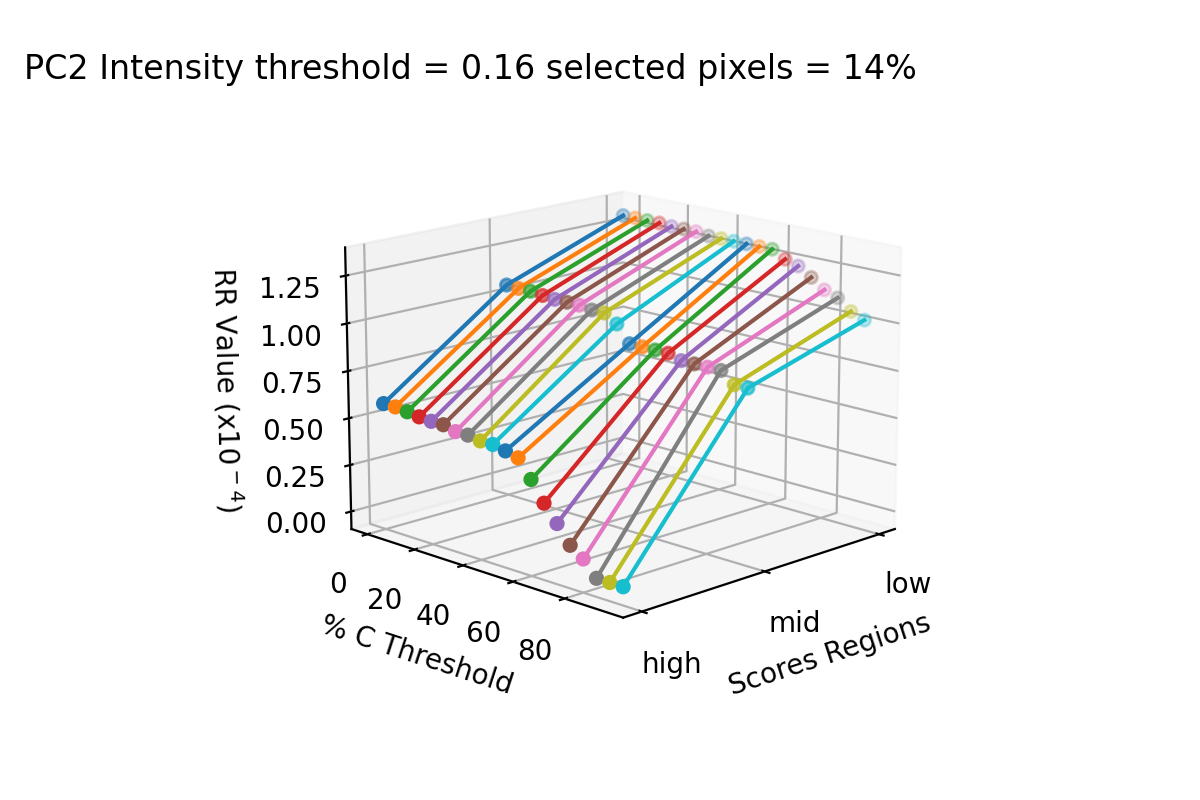 PC2 Intensity threshold = 0.16 selected pixels = 14%
RR Value (x10⁻⁴)
1.25
1.00
0.75
0.50
0.25
0.00
0
20
40
60
80
% C Threshold
low
mid
high
Scores Regions